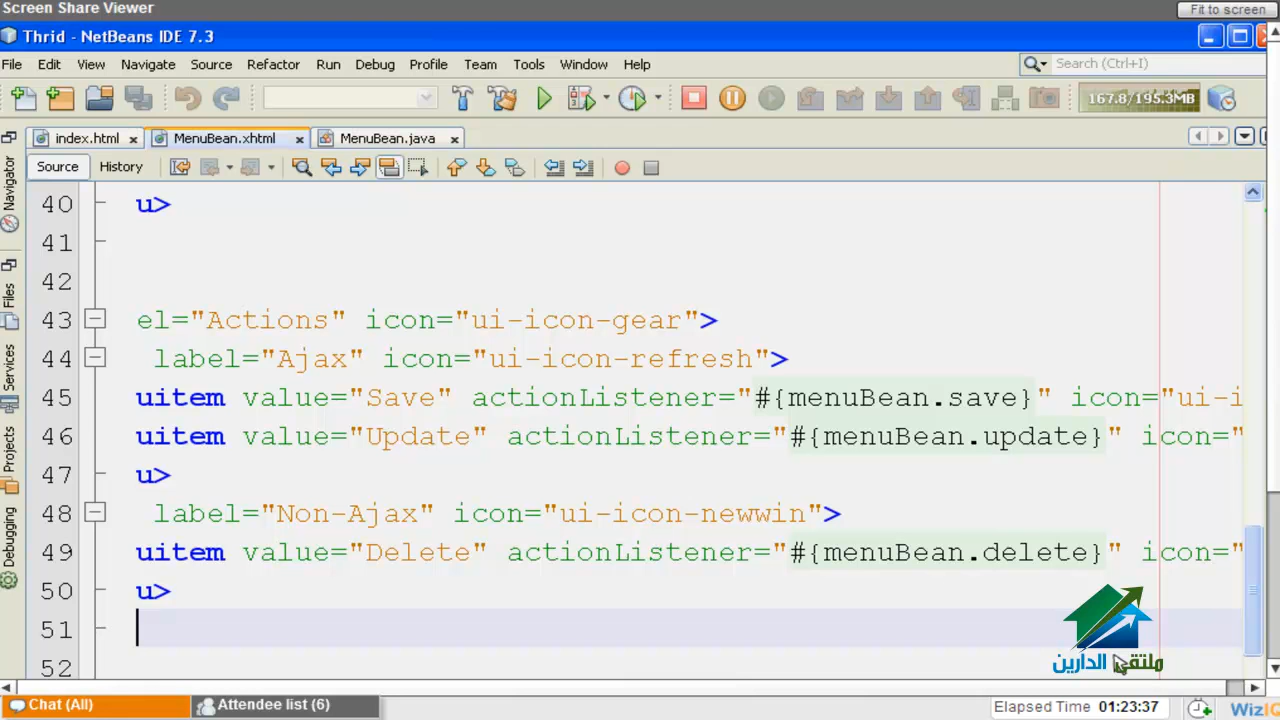 Screen Share Viewer
Fit to screen
Thrid - NetBeans IDE 7.3
File Edit View Navigate Source Refactor Run Debug Profile Team Tools Window Help
Search (Ctrl+I)
167.8/195.3MB
index.html MenuBean.xhtml MenuBean.java
Source History
Navigator
Files
Services
Projects
Debugging
40 u>
41
42
43 el="Actions" icon="ui-icon-gear">
44 label="Ajax" icon="ui-icon-refresh">
45 uitem value="Save" actionListener="#{menuBean.save}" icon="ui-i
46 uitem value="Update" actionListener="#{menuBean.update}" icon="
47 u>
48 label="Non-Ajax" icon="ui-icon-newwin">
49 uitem value="Delete" actionListener="#{menuBean.delete}" icon="
50 u>
51
52
ملتقى الدارين
Chat (All) Attendee list (6)
Elapsed Time 01:23:37
WizIQ